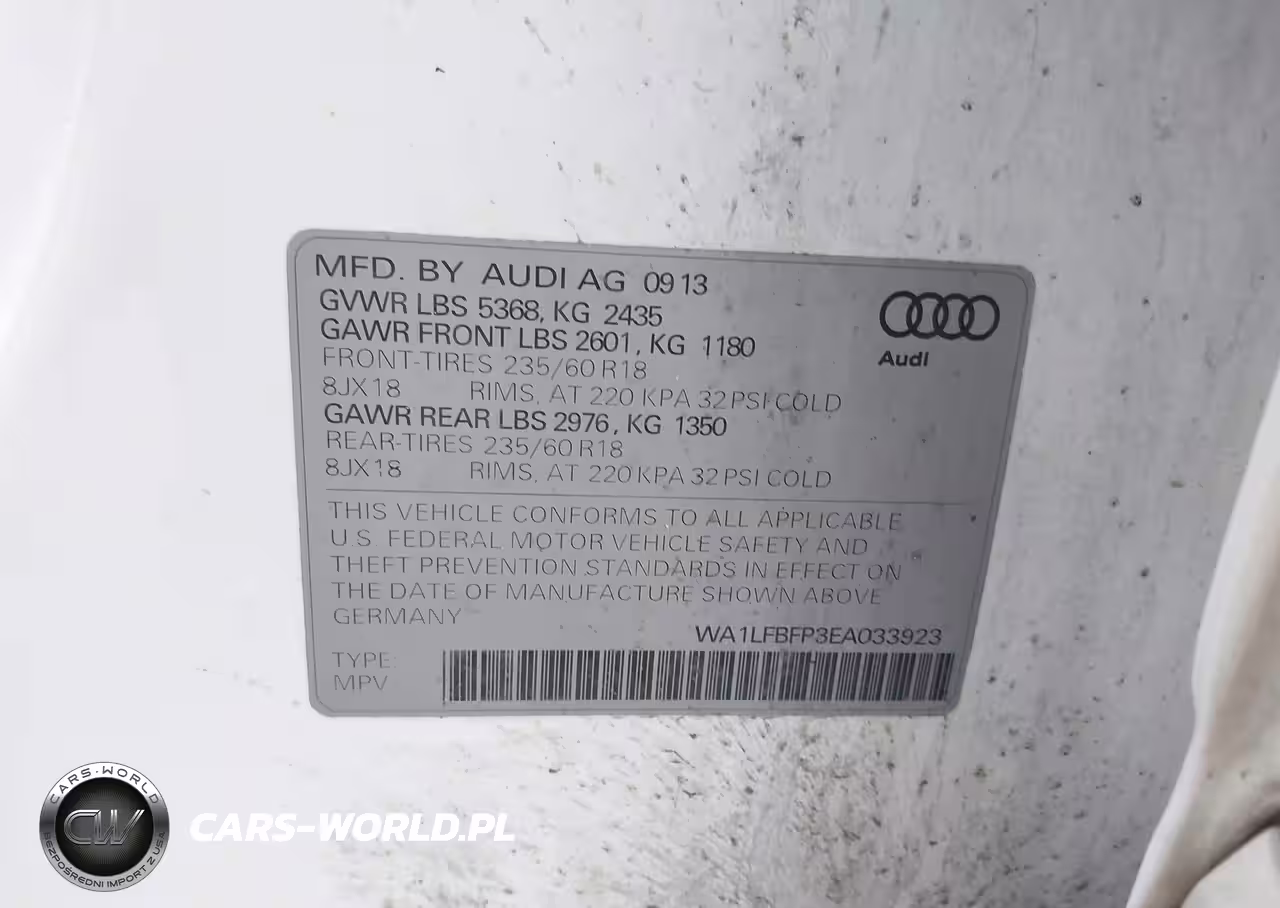 MFD. BY AUDI AG 09 13
GVWR LBS 5368, KG 2435
GAWR FRONT LBS 2601, KG 1180
FRONT-TIRES 235/60 R18
8JX18 RIMS, AT 220 KPA 32 PSI COLD
GAWR REAR LBS 2976, KG 1350
REAR-TIRES 235/60 R18
8JX18 RIMS, AT 220 KPA 32 PSI COLD
Audi
THIS VEHICLE CONFORMS TO ALL APPLICABLE
U.S. FEDERAL MOTOR VEHICLE SAFETY AND
THEFT PREVENTION STANDARDS IN EFFECT ON
THE DATE OF MANUFACTURE SHOWN ABOVE
GERMANY
WA1LFBFP3EA033923
TYPE:
MPV
CARS-WORLD
CW
BEZPOŚREDNI IMPORT Z USA
CARS-WORLD.PL